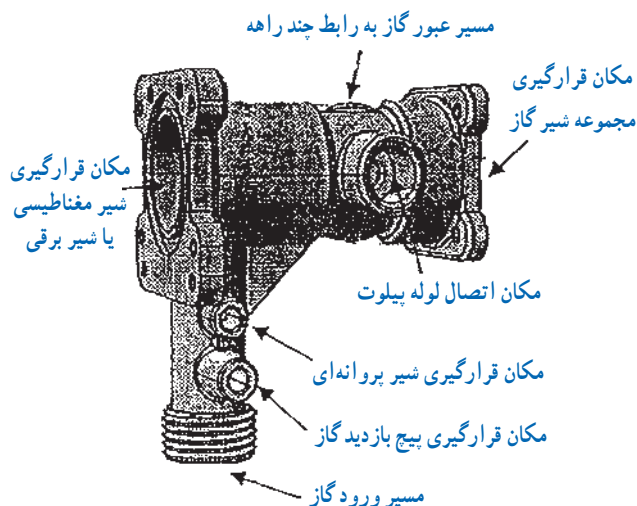 مسیر عبور گاز به رابط چند راهه
مکان قرارگیری
مجموعه شیر گاز
مکان قرارگیری
شیر مغناطیسی
یا شیر برقی
مکان اتصال لوله پیلوت
مکان قرارگیری شیر پروانه‌ای
مکان قرارگیری پیچ بازدید گاز
مسیر ورود گاز